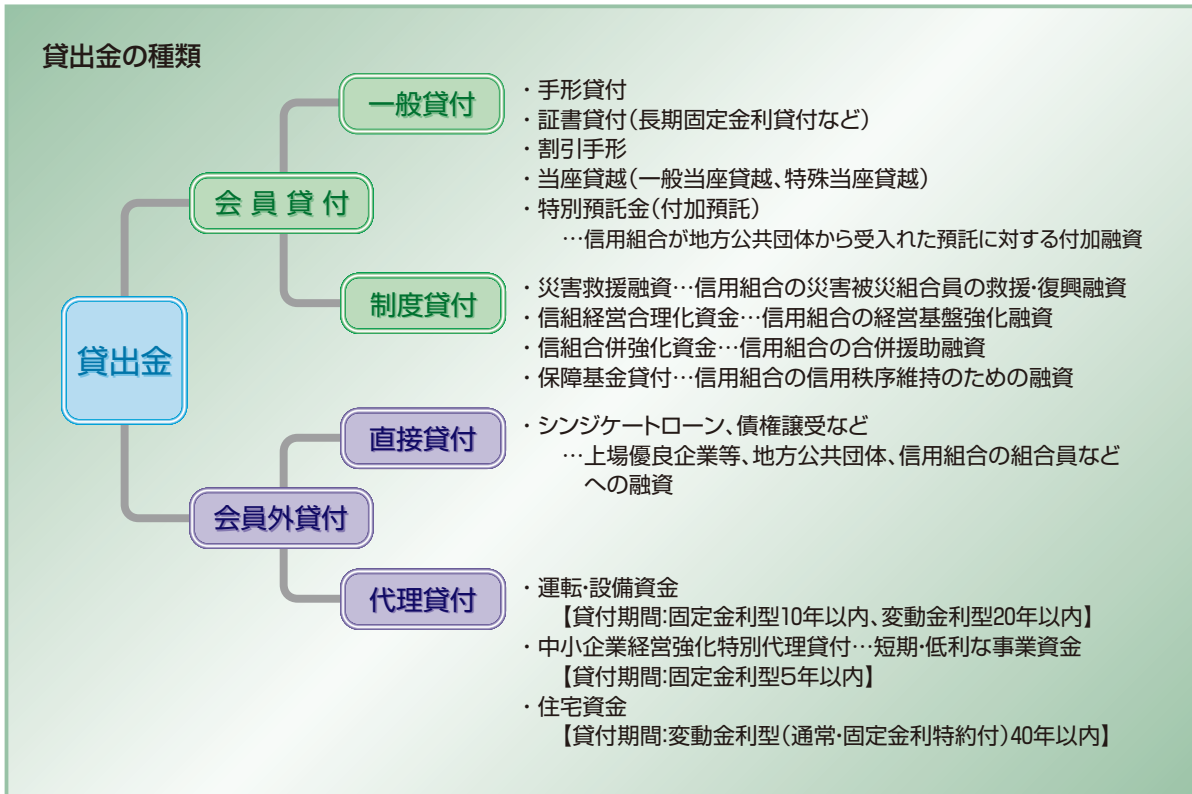 貸出金の種類
貸出金
会員貸付
一般貸付
・手形貸付
・証書貸付(長期固定金利貸付など)
・割引手形
・当座貸越(一般当座貸越、特殊当座貸越)
・特別預託金(付加預託)
…信用組合が地方公共団体から受入れた預託に対する付加融資
制度貸付
・災害救援融資…信用組合の災害被災組合員の救援・復興融資
・信組経営合理化資金…信用組合の経営基盤強化融資
・信組合併強化資金…信用組合の合併援助融資
・保障基金貸付…信用組合の信用秩序維持のための融資
会員外貸付
直接貸付
・シンジケートローン、債権譲受など
…上場優良企業等、地方公共団体、信用組合の組合員など
への融資
代理貸付
・運転・設備資金
【貸付期間:固定金利型10年以内、変動金利型20年以内】
・中小企業経営強化特別代理貸付…短期・低利な事業資金
【貸付期間:固定金利型5年以内】
・住宅資金
【貸付期間:変動金利型(通常・固定金利特約付)40年以内】